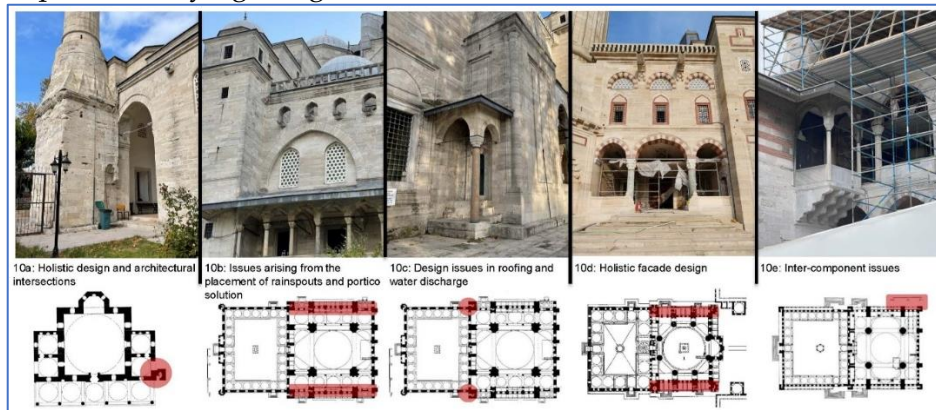 10a: Holistic design and architectural
intersections
10b: Issues arising from the
placement of rainspouts and portico
solution
10c: Design issues in roofing and
water discharge
10d: Holistic facade design
10e: Inter-component issues